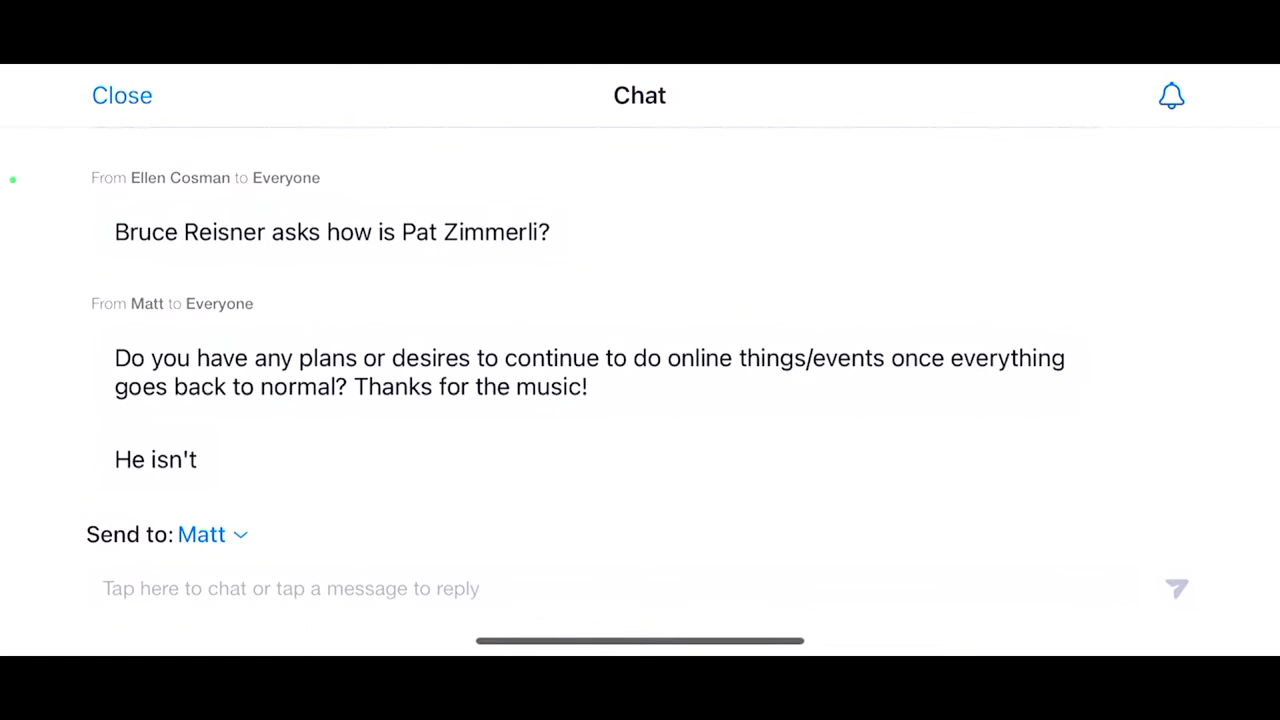 Close
Chat
From Ellen Cosman to Everyone
Bruce Reisner asks how is Pat Zimmerli?
From Matt to Everyone
Do you have any plans or desires to continue to do online things/events once everything
goes back to normal? Thanks for the music!
He isn't
Send to: Matt
Tap here to chat or tap a message to reply